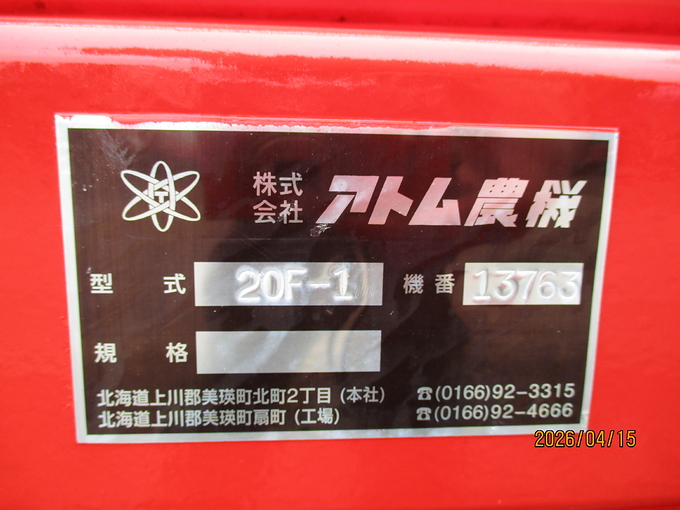 株式会社 アトム農機
型式 20F-1 機番 13763
規格
北海道上川郡美瑛町北町2丁目 (本社) ☎(0166)92-3315
北海道上川郡美瑛町扇町 (工場) ☎(0166)92-4666
2026/04/15